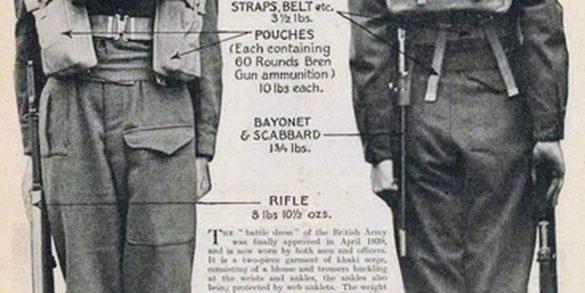 STRAPS, BELT etc.
3½ lbs.
POUCHES
(Each containing
60 Rounds Bren
Gun ammunition)
10 lbs each.
BAYONET
& SCABBARD
1¾ lbs.
RIFLE
8 lbs 10½ ozs.
THE "battle dress" of the British Army
was finally approved in April 1939,
and is now worn by both men and officers.
It is a two-piece garment of khaki serge,
consisting of a blouse and trousers buckling
at the wrists and ankles, the ankles also
being protected by web anklets. The weight